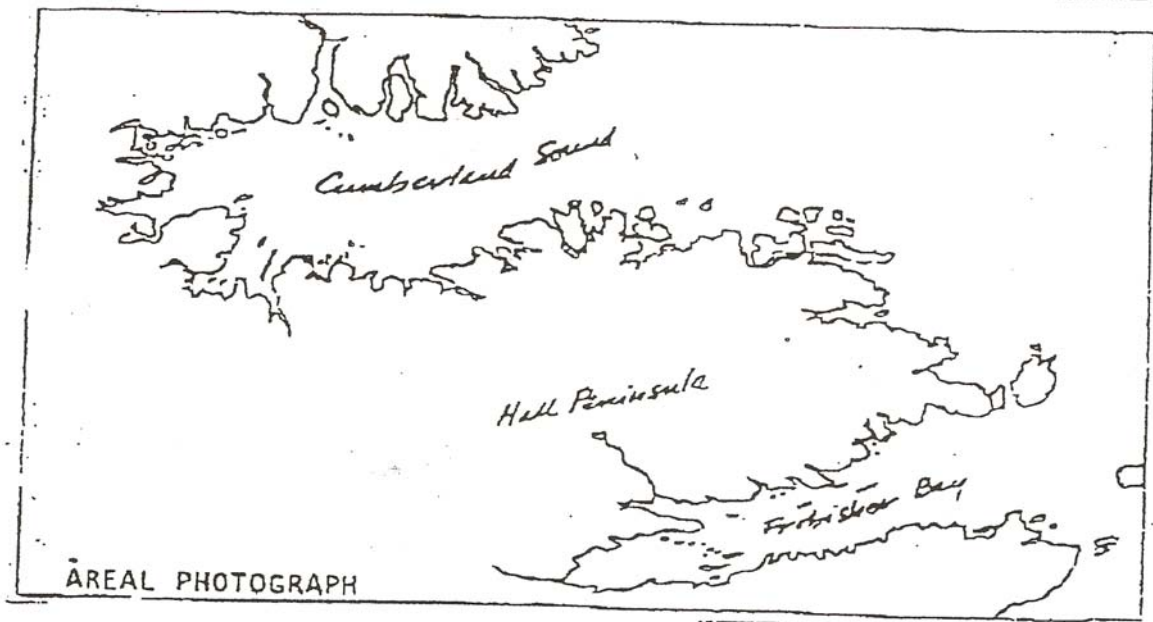 Cumberland Sound
Hall Peninsula
Frobisher Bay
AREAL PHOTOGRAPH